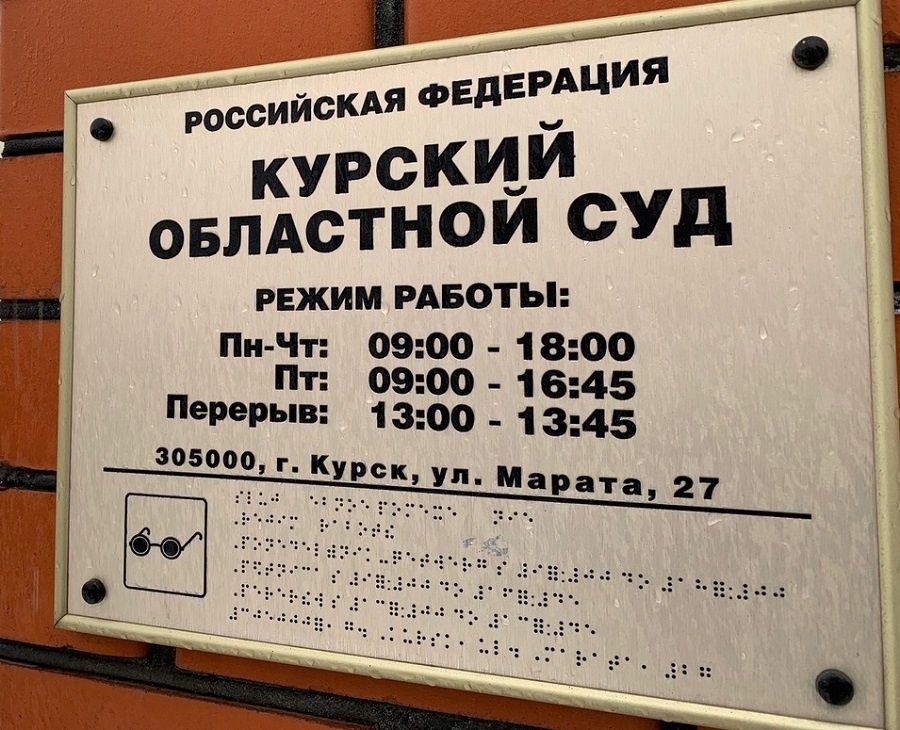 РОССИЙСКАЯ ФЕДЕРАЦИЯ
КУРСКИЙ
ОБЛАСТНОЙ СУД
РЕЖИМ РАБОТЫ:
Пн-Чт: 09:00 - 18:00
Пт: 09:00 - 16:45
Перерыв: 13:00 - 13:45
305000, г. Курск, ул. Марата, 27